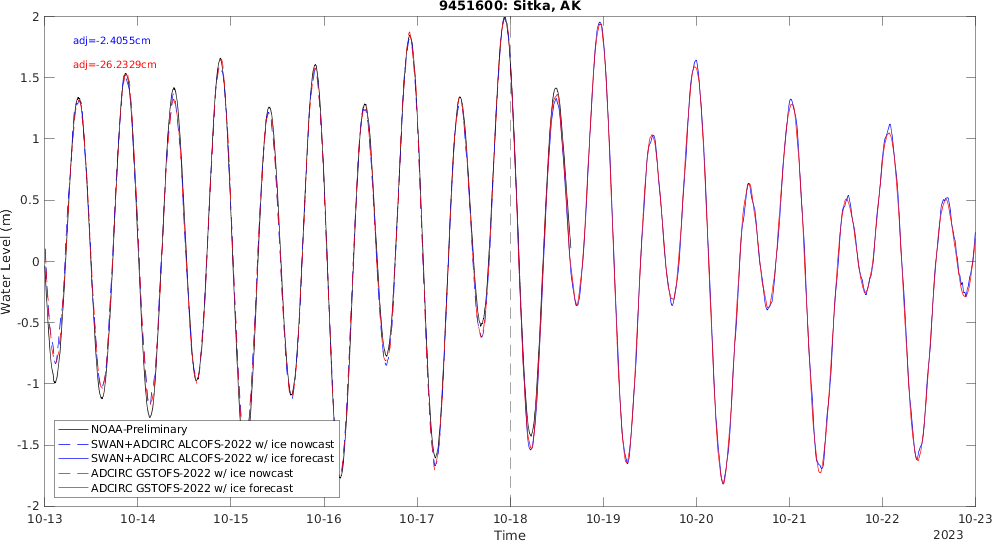 9451600: Sitka, AK
adj=-2.4055cm
adj=-26.2329cm
2
1.5
1
0.5
0
-0.5
-1
-1.5
-2
Water Level (m)
NOAA-Preliminary
SWAN+ADCIRC ALCOFS-2022 w/ ice nowcast
SWAN+ADCIRC ALCOFS-2022 w/ ice forecast
ADCIRC GSTOFS-2022 w/ ice nowcast
ADCIRC GSTOFS-2022 w/ ice forecast
10-13 10-14 10-15 10-16 10-17 10-18 10-19 10-20 10-21 10-22 10-23
Time
2023